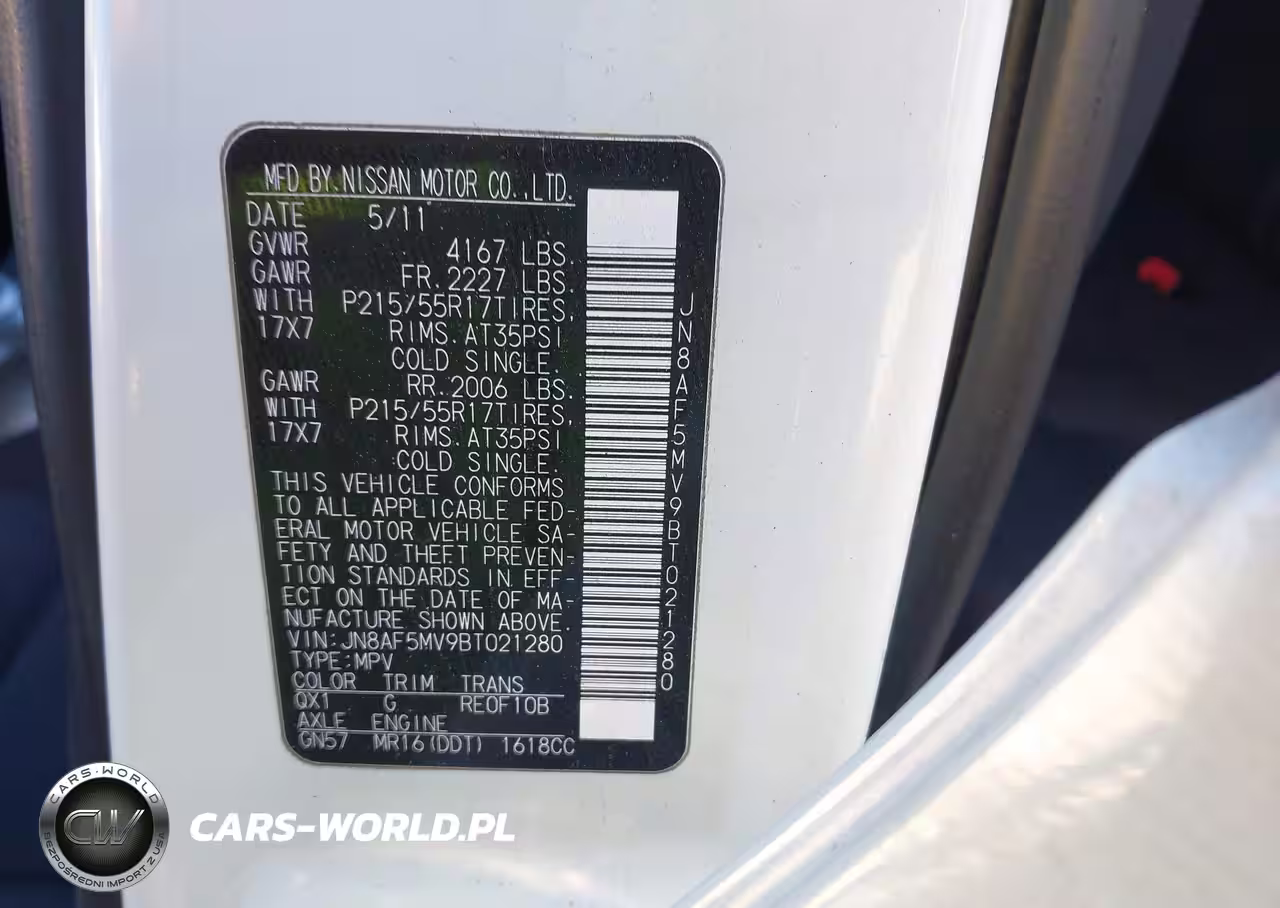 MFD BY NISSAN MOTOR CO.,LTD.
DATE 5/11
GVWR 4167 LBS.
GAWR FR. 2227 LBS.
WITH P215/55R17TIRES,
17X7 RIMS. AT35PSI
COLD SINGLE.
GAWR RR. 2006 LBS.
WITH P215/55R17TIRES,
17X7 RIMS. AT35PSI
COLD SINGLE.
THIS VEHICLE CONFORMS
TO ALL APPLICABLE FED-
ERAL MOTOR VEHICLE SA-
FETY AND THEFT PREVEN-
TION STANDARDS IN EFF-
ECT ON THE DATE OF MA-
NUFACTURE SHOWN ABOVE.
VIN:JN8AF5MV9BT021280
TYPE:MPV
COLOR TRIM TRANS
QX1 G RE0F10B
AXLE ENGINE
GN57 MR16(DDT) 1618CC
JN8AF5MV9BT021280
CARS-WORLD
CW
BEZPOŚREDNI IMPORT Z USA
CARS-WORLD.PL